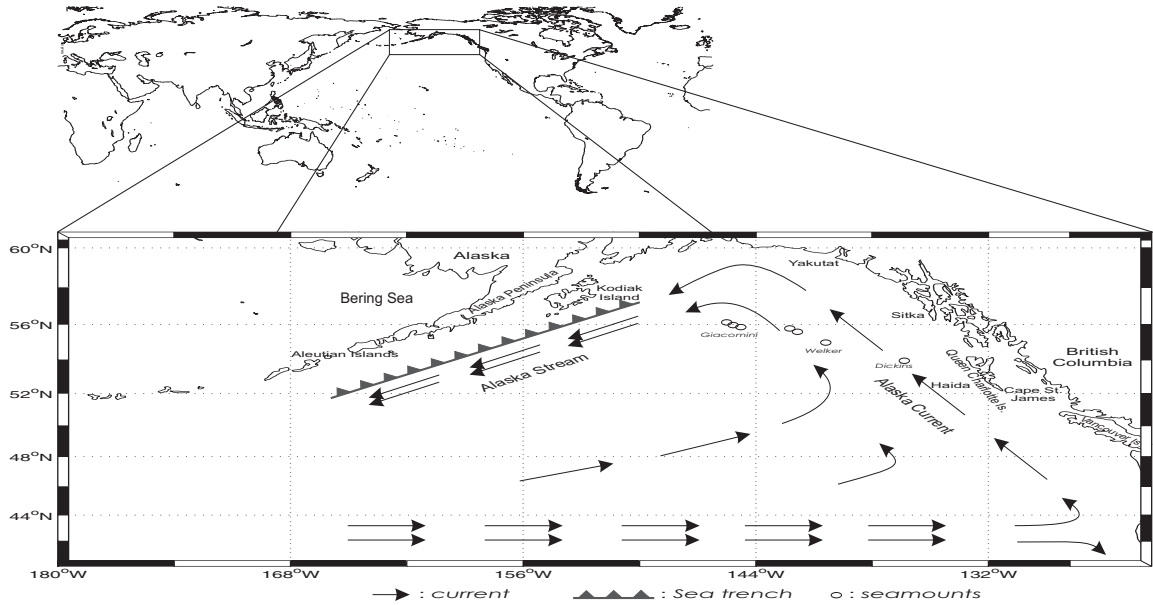 60°N
56°N
52°N
48°N
44°N
180°W
168°W
156°W
144°W
132°W
Alaska
Bering Sea
Alaska Peninsula
Kodiak
Island
Aleutian Islands
Alaska Stream
Yakutat
Sitka
Giacomini
Welker
Dickins
Alaska Current
Haida
Queen Charlotte Is.
Cape St.
James
British
Columbia
Vancouver Is.
: current
: Sea trench
: seamounts